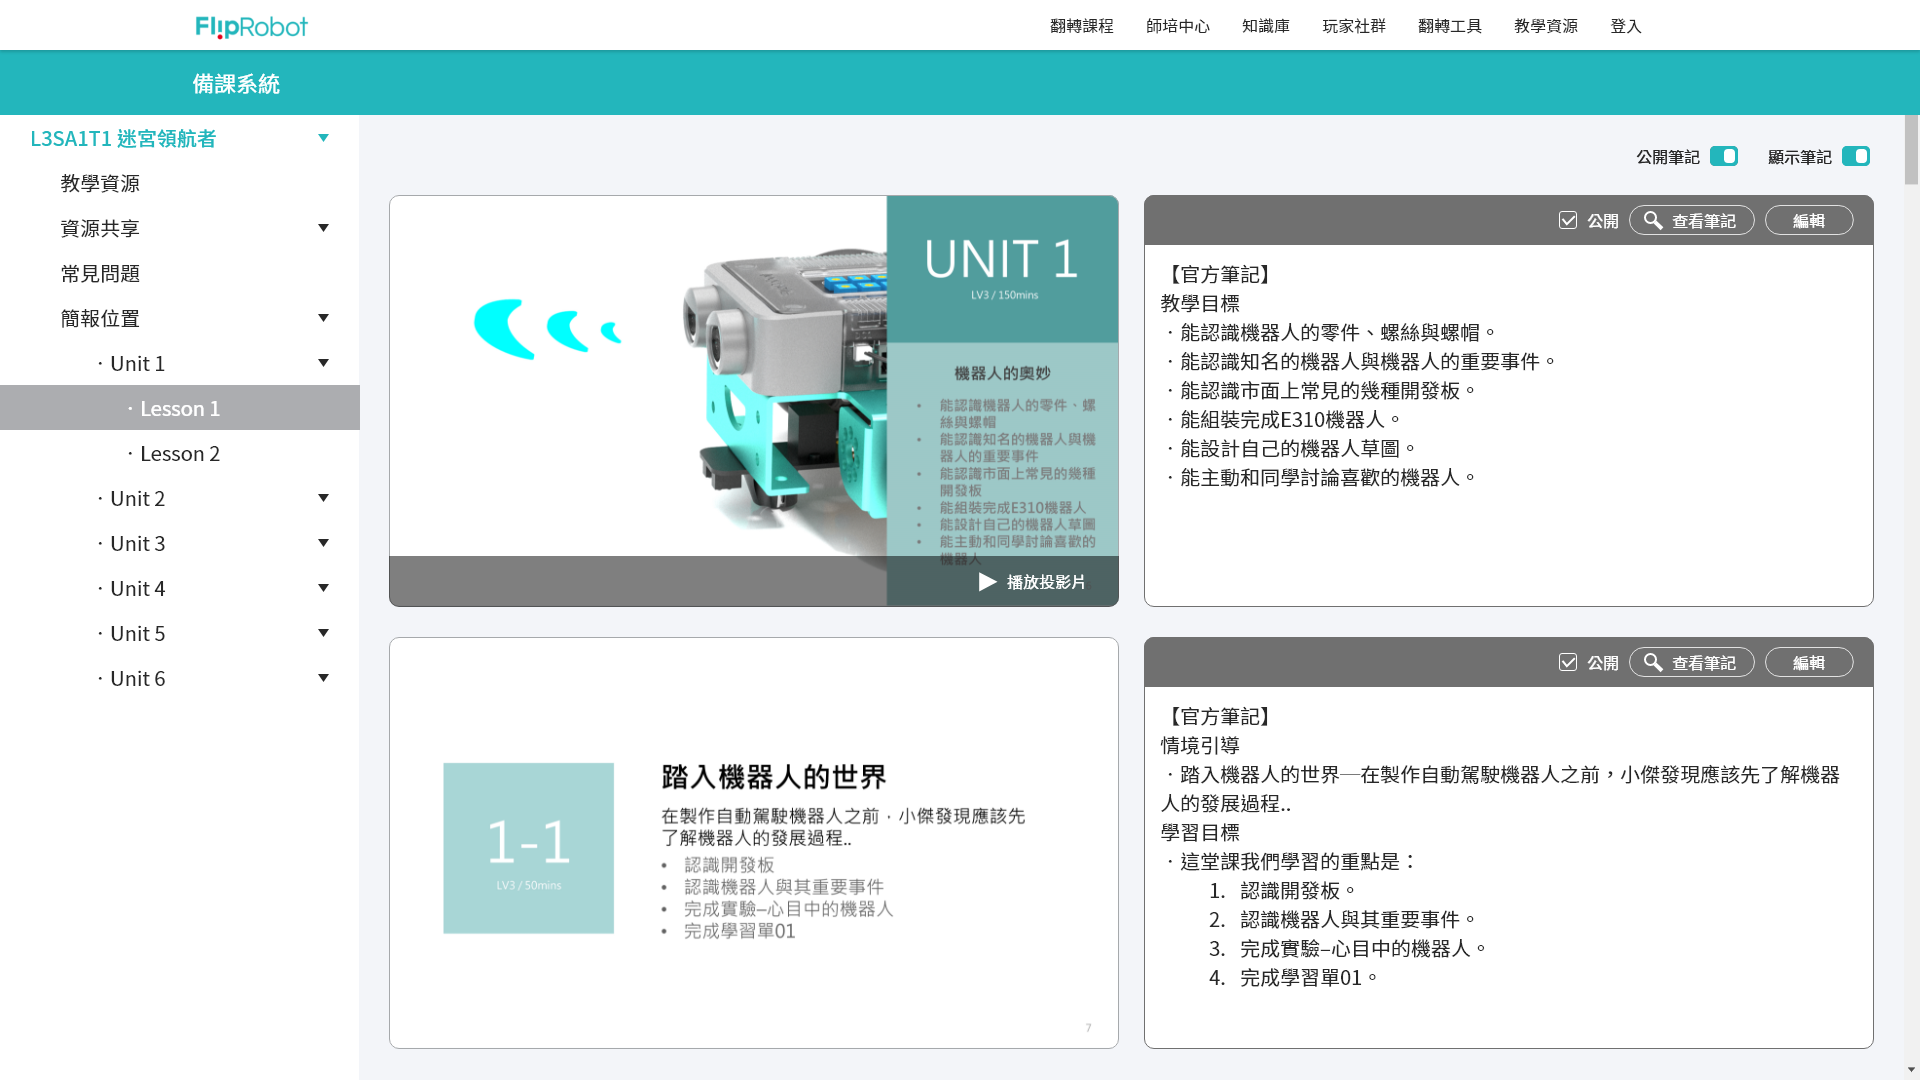 FlipRobot
翻轉課程
師培中心
知識庫
玩家社群
翻轉工具
教學資源
登入
備課系統
L3SA1T1 迷宮領航者
教學資源
資源共享
常見問題
簡報位置
· Unit 1
· Lesson 1
· Lesson 2
· Unit 2
· Unit 3
· Unit 4
· Unit 5
· Unit 6
公開筆記
顯示筆記
UNIT 1
LV3 / 150mins
機器人的奧妙
• 能認識機器人的零件、螺
絲與螺帽
• 能認識知名的機器人與機
器人的重要事件
• 能認識市面上常見的幾種
開發板
• 能組裝完成E310機器人
• 能設計自己的機器人草圖
• 能主動和同學討論喜歡的
機器人
播放投影片
公開
查看筆記
編輯
【官方筆記】
教學目標
．能認識機器人的零件、螺絲與螺帽。
．能認識知名的機器人與機器人的重要事件。
．能認識市面上常見的幾種開發板。
．能組裝完成E310機器人。
．能設計自己的機器人草圖。
．能主動和同學討論喜歡的機器人。
1-1
LV3 / 50mins
踏入機器人的世界
在製作自動駕駛機器人之前，小傑發現應該先
了解機器人的發展過程..
• 認識開發板
• 認識機器人與其重要事件
• 完成實驗–心目中的機器人
• 完成學習單01
7
公開
查看筆記
編輯
【官方筆記】
情境引導
．踏入機器人的世界─在製作自動駕駛機器人之前，小傑發現應該先了解機器
人的發展過程..
學習目標
．這堂課我們學習的重點是：
1. 認識開發板。
2. 認識機器人與其重要事件。
3. 完成實驗–心目中的機器人。
4. 完成學習單01。